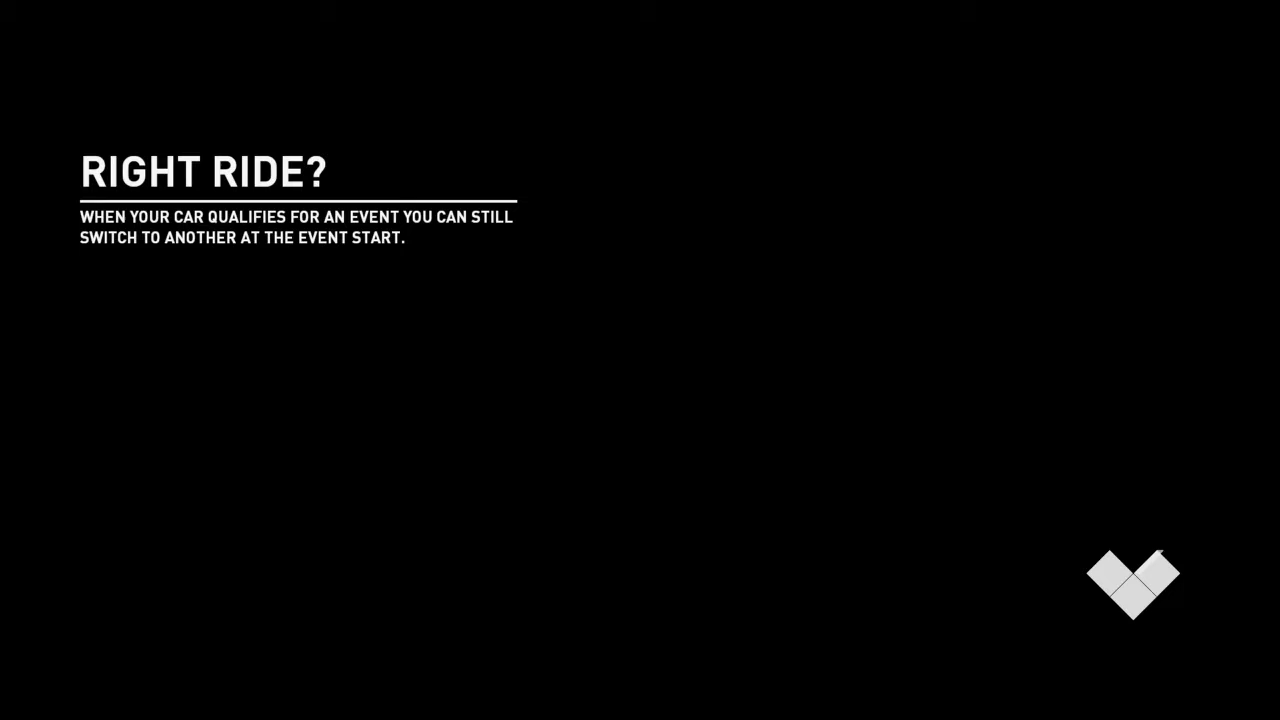 RIGHT RIDE?
WHEN YOUR CAR QUALIFIES FOR AN EVENT YOU CAN STILL
SWITCH TO ANOTHER AT THE EVENT START.